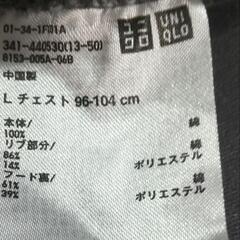 01-34-1F01A
341-440530(13-50)
8153-005A-06B
ユニ
クロ
UNI
QLO
中国製
L チェスト 96-104 cm
本体/ 綿
100%
リブ部分/ 綿
86%
14% ポリエステル
フード裏/ 綿
61%
39% ポリエステル